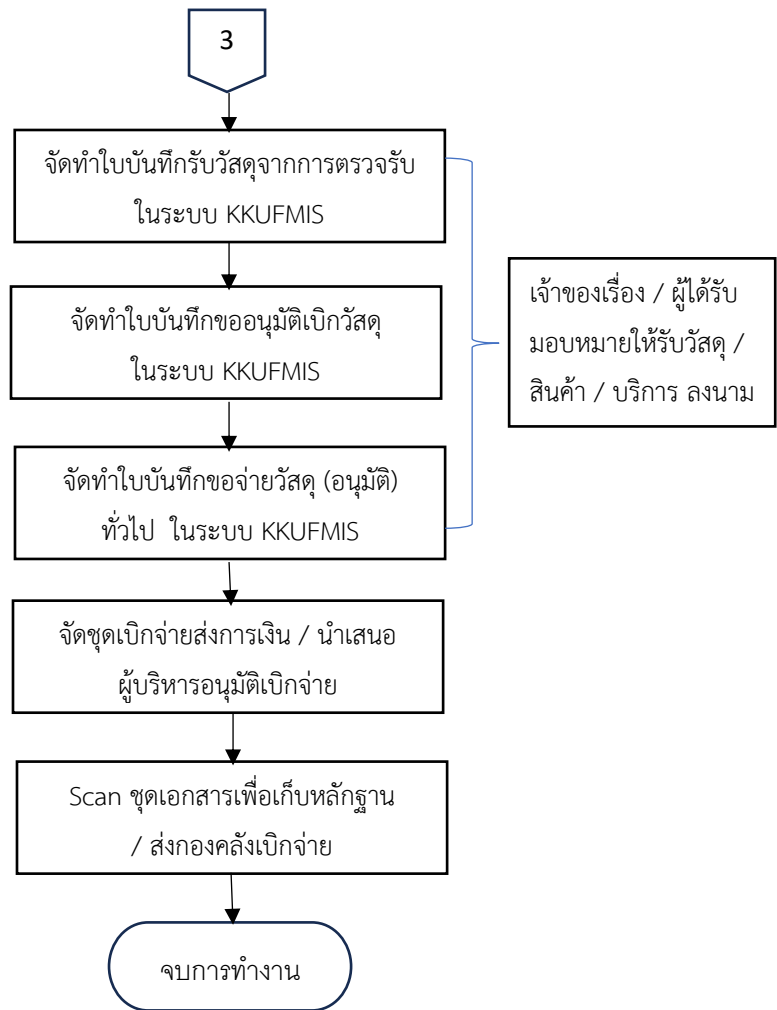 3
จัดทำใบบันทึกรับวัสดุจากการตรวจรับ
ในระบบ KKUFMIS
จัดทำใบบันทึกขออนุมัติเบิกวัสดุ
ในระบบ KKUFMIS
จัดทำใบบันทึกขอจ่ายวัสดุ (อนุมัติ)
ทั่วไป ในระบบ KKUFMIS
เจ้าของเรื่อง / ผู้ได้รับ
มอบหมายให้รับวัสดุ /
สินค้า / บริการ ลงนาม
จัดชุดเบิกจ่ายส่งการเงิน / นำเสนอ
ผู้บริหารอนุมัติเบิกจ่าย
Scan ชุดเอกสารเพื่อเก็บหลักฐาน
/ ส่งกองคลังเบิกจ่าย
จบการทำงาน